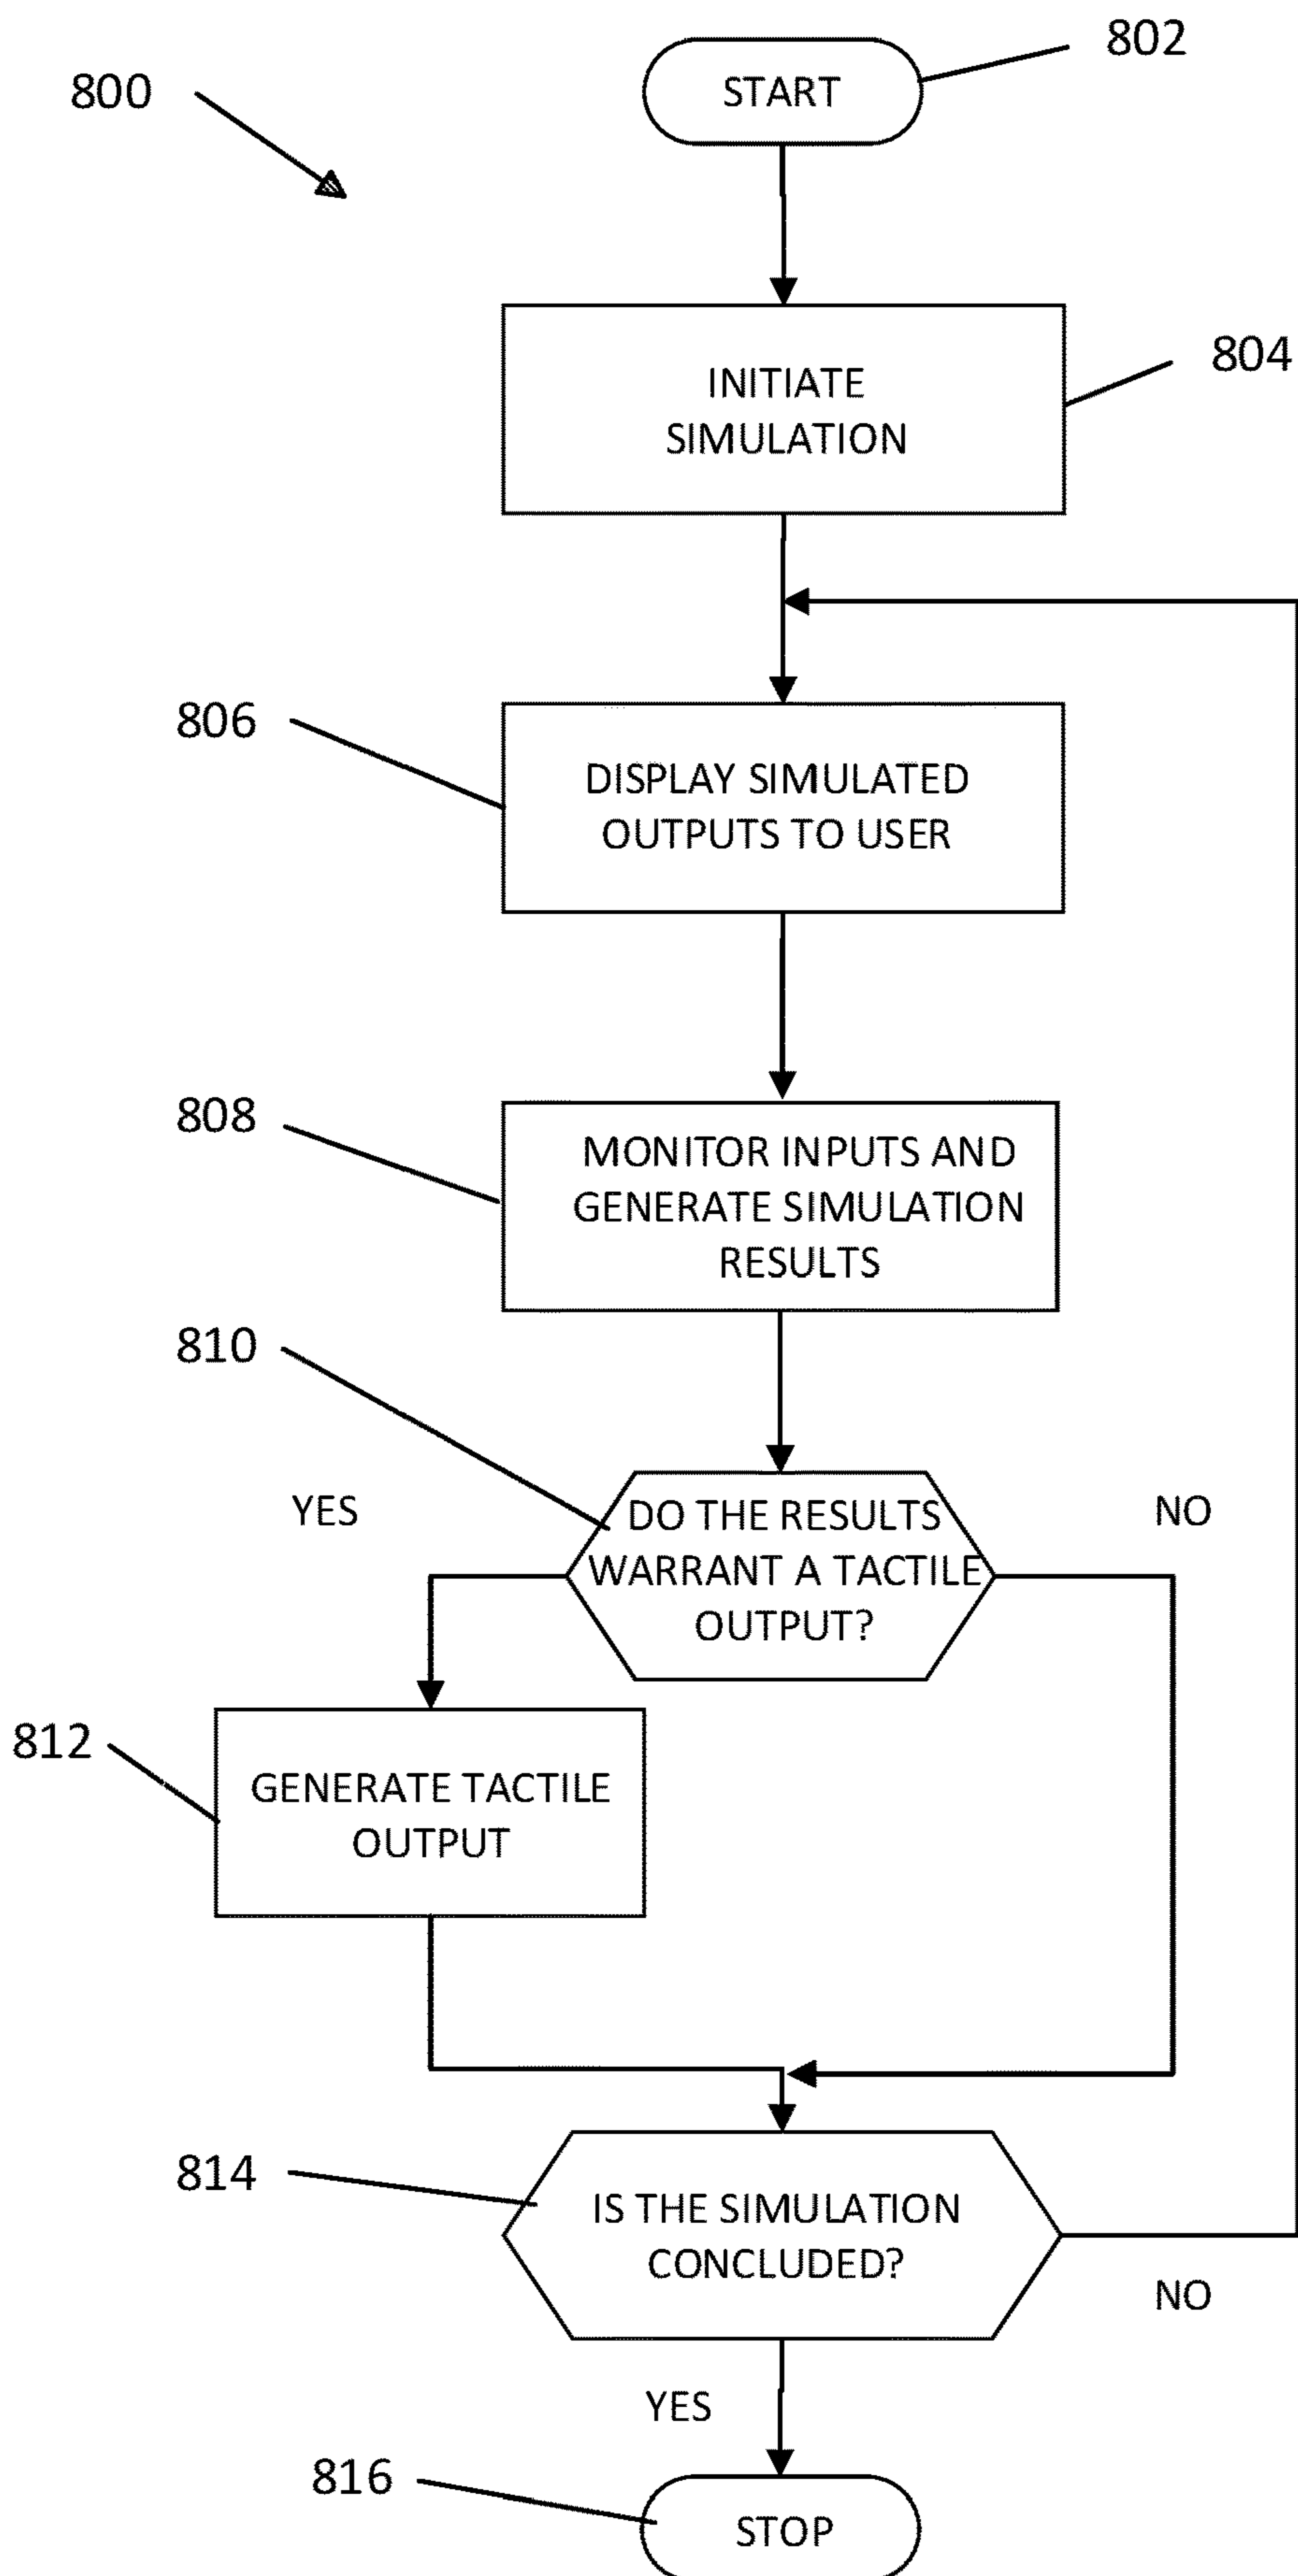 802
800
START
804
INITIATE
SIMULATION
806
DISPLAY SIMULATED
OUTPUTS TO USER
808
MONITOR INPUTS AND
GENERATE SIMULATION
RESULTS
810
YES
DO THE RESULTS
WARRANT A TACTILE
OUTPUT?
NO
812
GENERATE TACTILE
OUTPUT
814
IS THE SIMULATION
CONCLUDED?
NO
YES
816
STOP